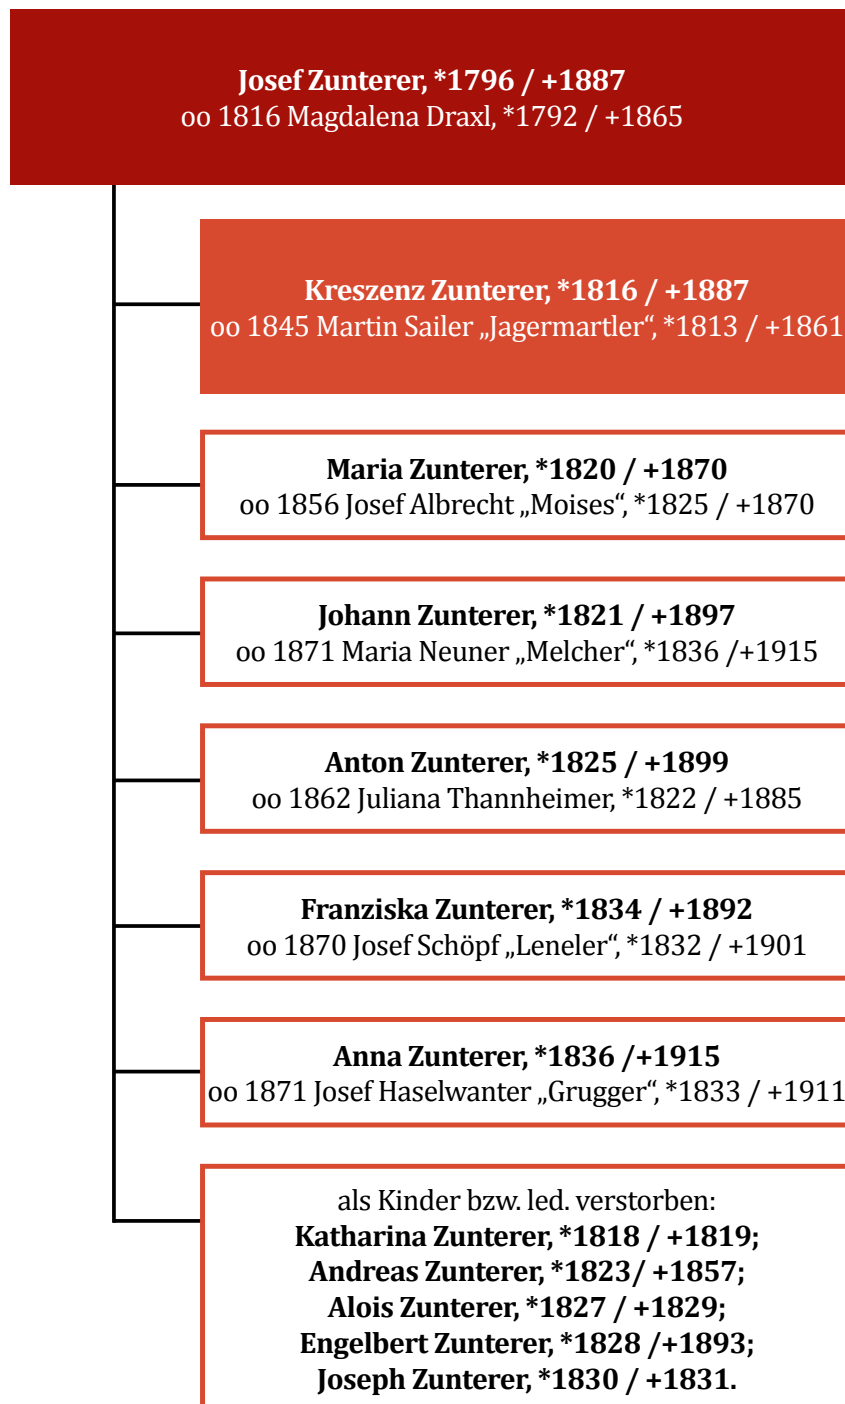 Josef Zunterer, *1796 / +1887
oo 1816 Magdalena Draxl, *1792 / +1865
Kreszenz Zunterer, *1816 / +1887
oo 1845 Martin Sailer „Jagermartler“, *1813 / +1861
Maria Zunterer, *1820 / +1870
oo 1856 Josef Albrecht „Moises“, *1825 / +1870
Johann Zunterer, *1821 / +1897
oo 1871 Maria Neuner „Melcher“, *1836 /+1915
Anton Zunterer, *1825 / +1899
oo 1862 Juliana Thannheimer, *1822 / +1885
Franziska Zunterer, *1834 / +1892
oo 1870 Josef Schöpf „Leneler“, *1832 / +1901
Anna Zunterer, *1836 /+1915
oo 1871 Josef Haselwanter „Grugger“, *1833 / +1911
als Kinder bzw. led. verstorben:
Katharina Zunterer, *1818 / +1819;
Andreas Zunterer, *1823/ +1857;
Alois Zunterer, *1827 / +1829;
Engelbert Zunterer, *1828 /+1893;
Joseph Zunterer, *1830 / +1831.